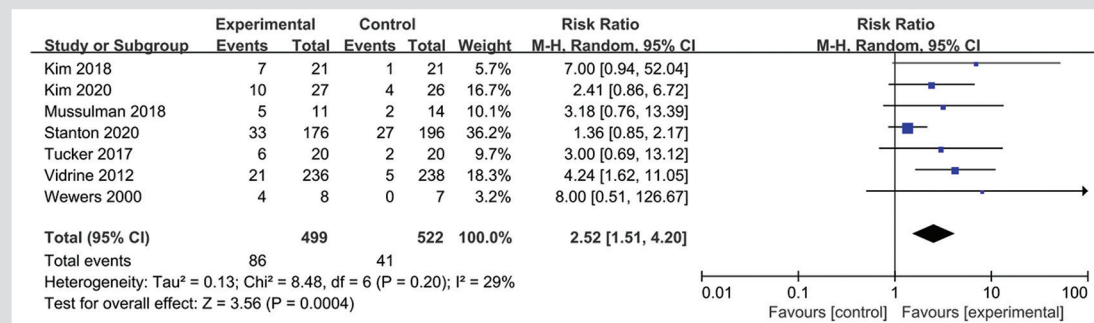 Experimental Control Risk Ratio Risk Ratio
Study or Subgroup Events Total Events Total Weight M-H, Random, 95% CI M-H, Random, 95% CI
Kim 2018 7 21 1 21 5.7% 7.00 [0.94, 52.04]
Kim 2020 10 27 4 26 16.7% 2.41 [0.86, 6.72]
Mussulman 2018 5 11 2 14 10.1% 3.18 [0.76, 13.39]
Stanton 2020 33 176 27 196 36.2% 1.36 [0.85, 2.17]
Tucker 2017 6 20 2 20 9.7% 3.00 [0.69, 13.12]
Vidrine 2012 21 236 5 238 18.3% 4.24 [1.62, 11.05]
Wewers 2000 4 8 0 7 3.2% 8.00 [0.51, 126.67]
Total (95% CI) 499 522 100.0% 2.52 [1.51, 4.20]
Total events 86 41
Heterogeneity: Tau² = 0.13; Chi² = 8.48, df = 6 (P = 0.20); I² = 29%
Test for overall effect: Z = 3.56 (P = 0.0004)
0.01 0.1 1 10 100
Favours [control] Favours [experimental]